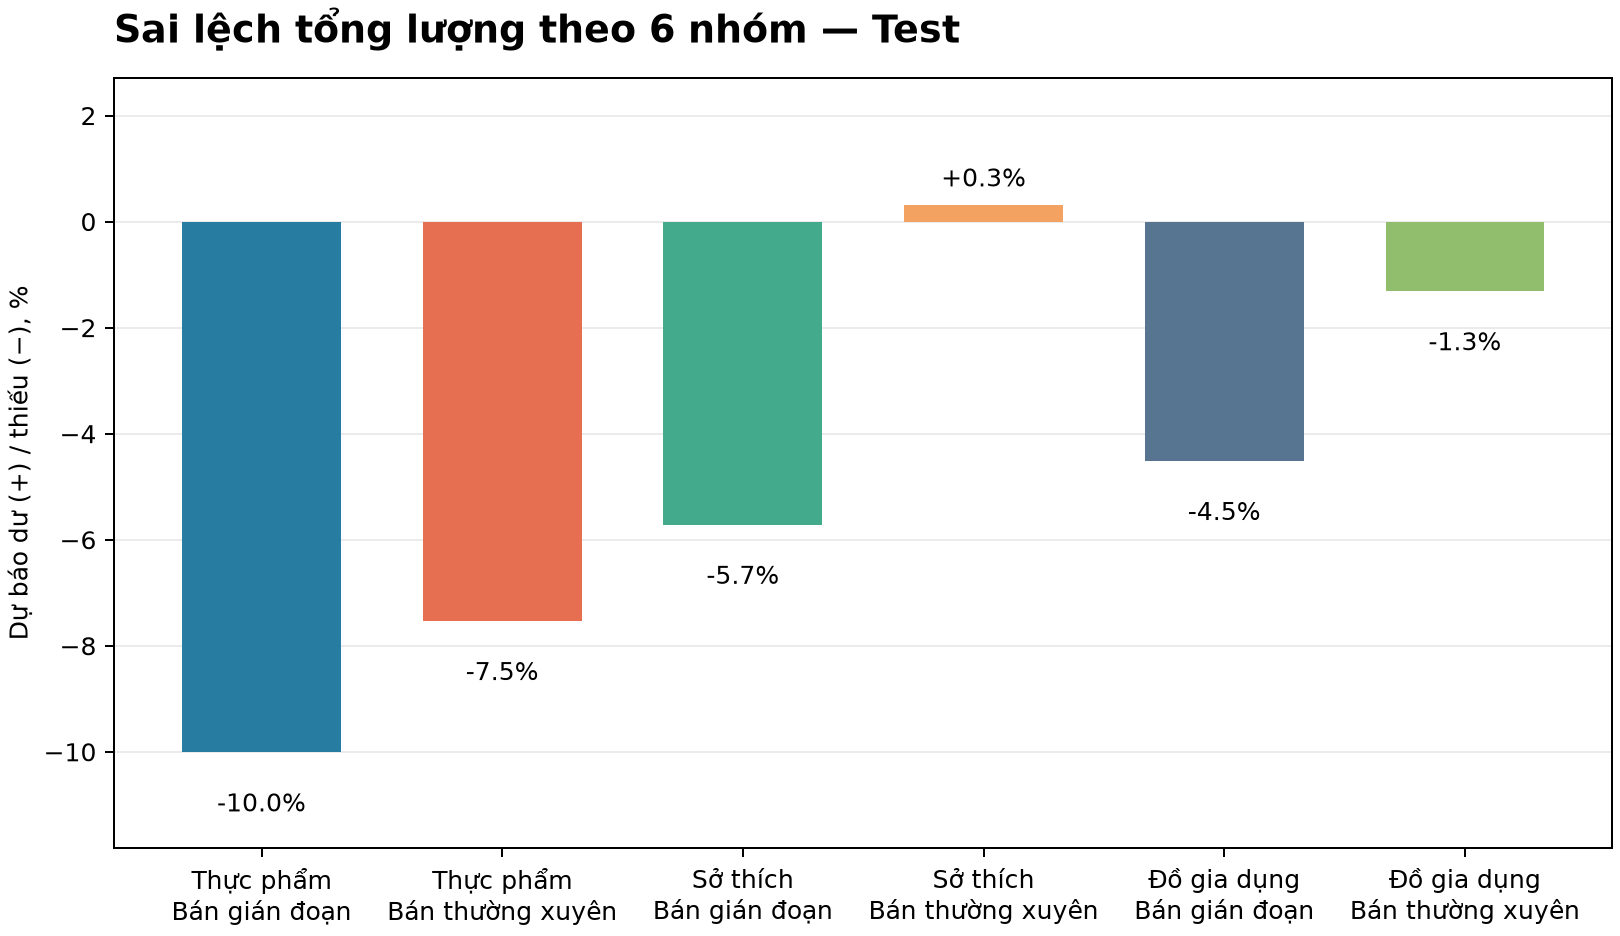 Sai lệch tổng lượng theo 6 nhóm — Test
Dự báo dư (+) / thiếu (−), %
2
0
−2
−4
−6
−8
−10
-10.0%
-7.5%
-5.7%
+0.3%
-4.5%
-1.3%
Thực phẩm
Bán gián đoạn
Thực phẩm
Bán thường xuyên
Sở thích
Bán gián đoạn
Sở thích
Bán thường xuyên
Đồ gia dụng
Bán gián đoạn
Đồ gia dụng
Bán thường xuyên